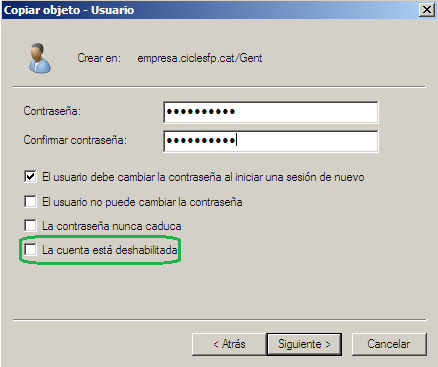 Copiar objeto - Usuario
Crear en: empresa.ciclesfp.cat/Gent
Contraseña: ●●●●●●●●●●
Confirmar contraseña: ●●●●●●●●●●
El usuario debe cambiar la contraseña al iniciar una sesión de nuevo
El usuario no puede cambiar la contraseña
La contraseña nunca caduca
La cuenta está deshabilitada
< Atrás Siguiente > Cancelar